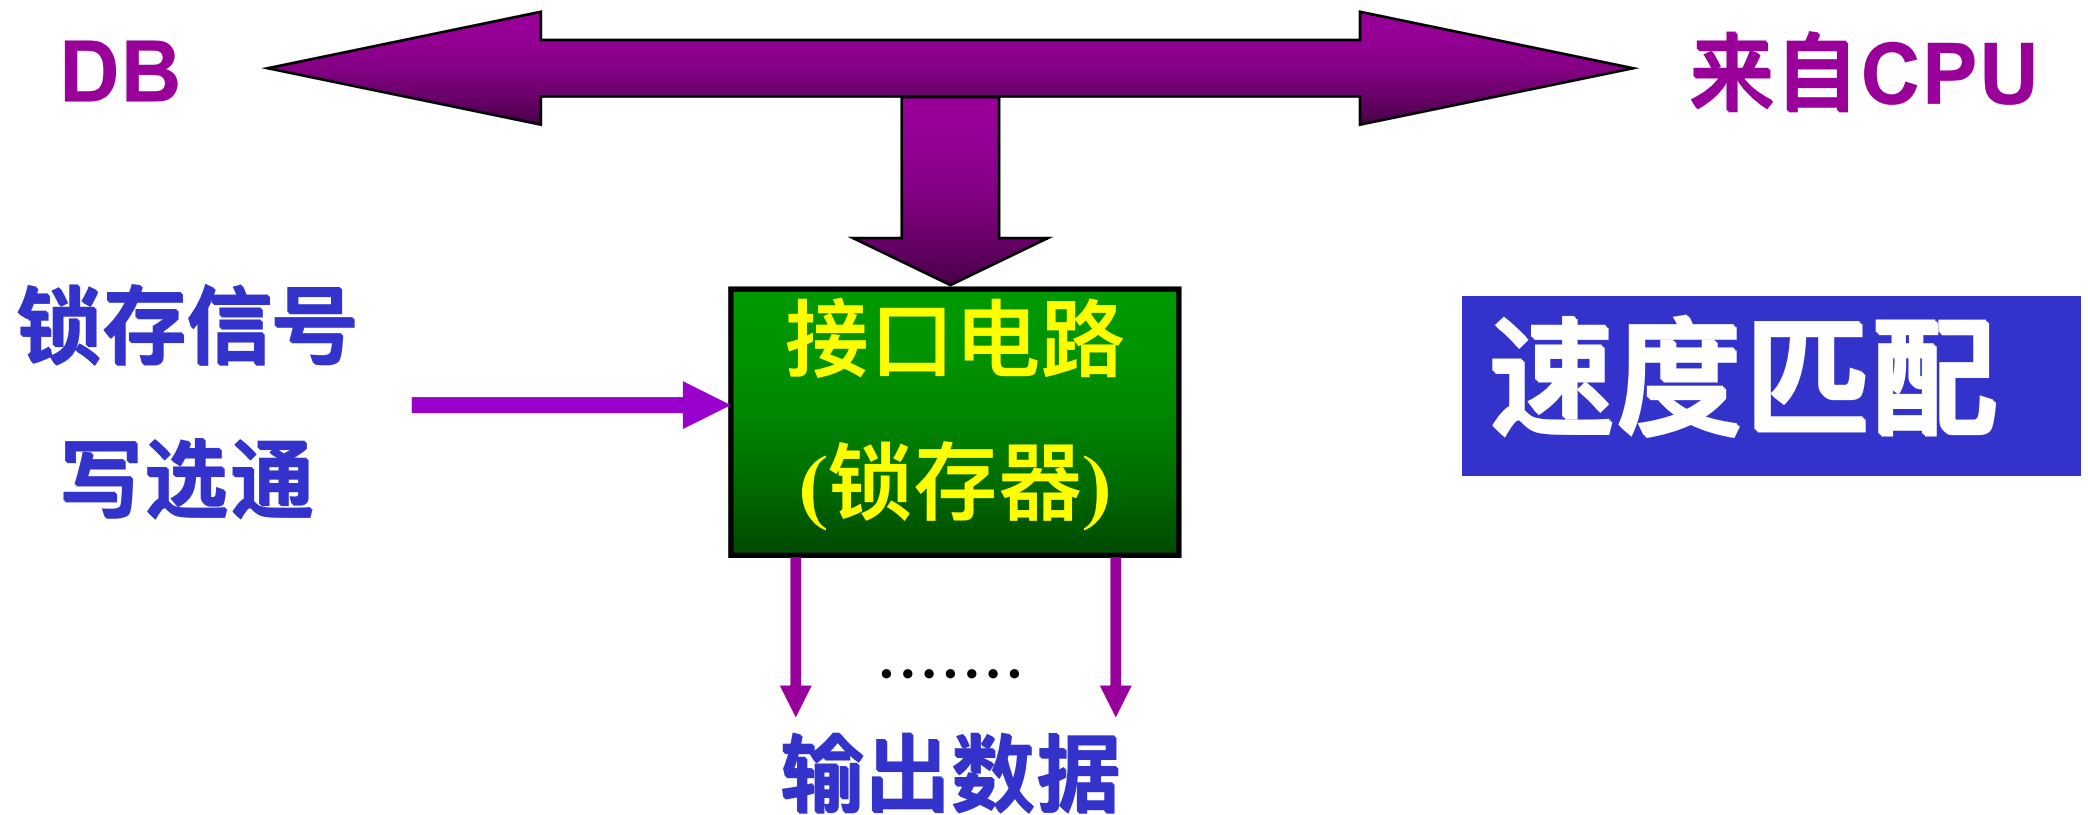 DB
来自CPU
锁存信号
写选通
接口电路
(锁存器)
速度匹配
·······
输出数据